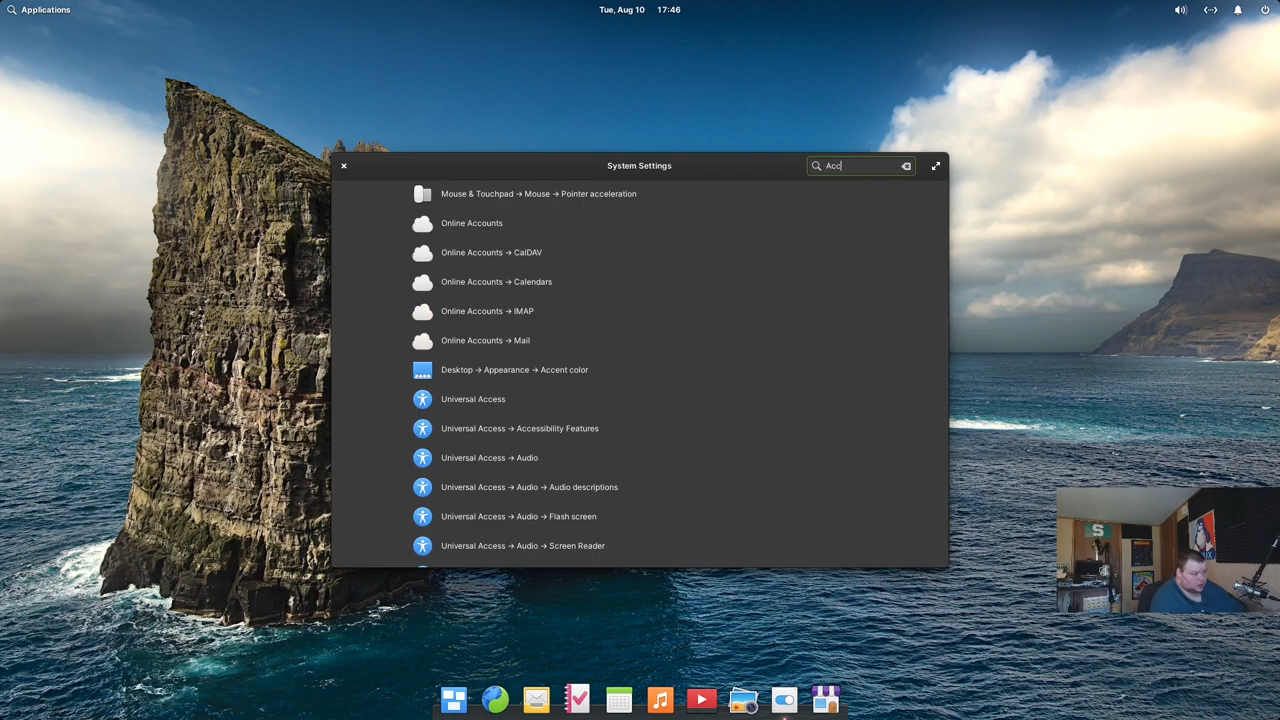 Applications
Tue, Aug 10 17:46
System Settings
Acc
Mouse & Touchpad → Mouse → Pointer acceleration
Online Accounts
Online Accounts → CalDAV
Online Accounts → Calendars
Online Accounts → IMAP
Online Accounts → Mail
Desktop → Appearance → Accent color
Universal Access
Universal Access → Accessibility Features
Universal Access → Audio
Universal Access → Audio → Audio descriptions
Universal Access → Audio → Flash screen
Universal Access → Audio → Screen Reader
S